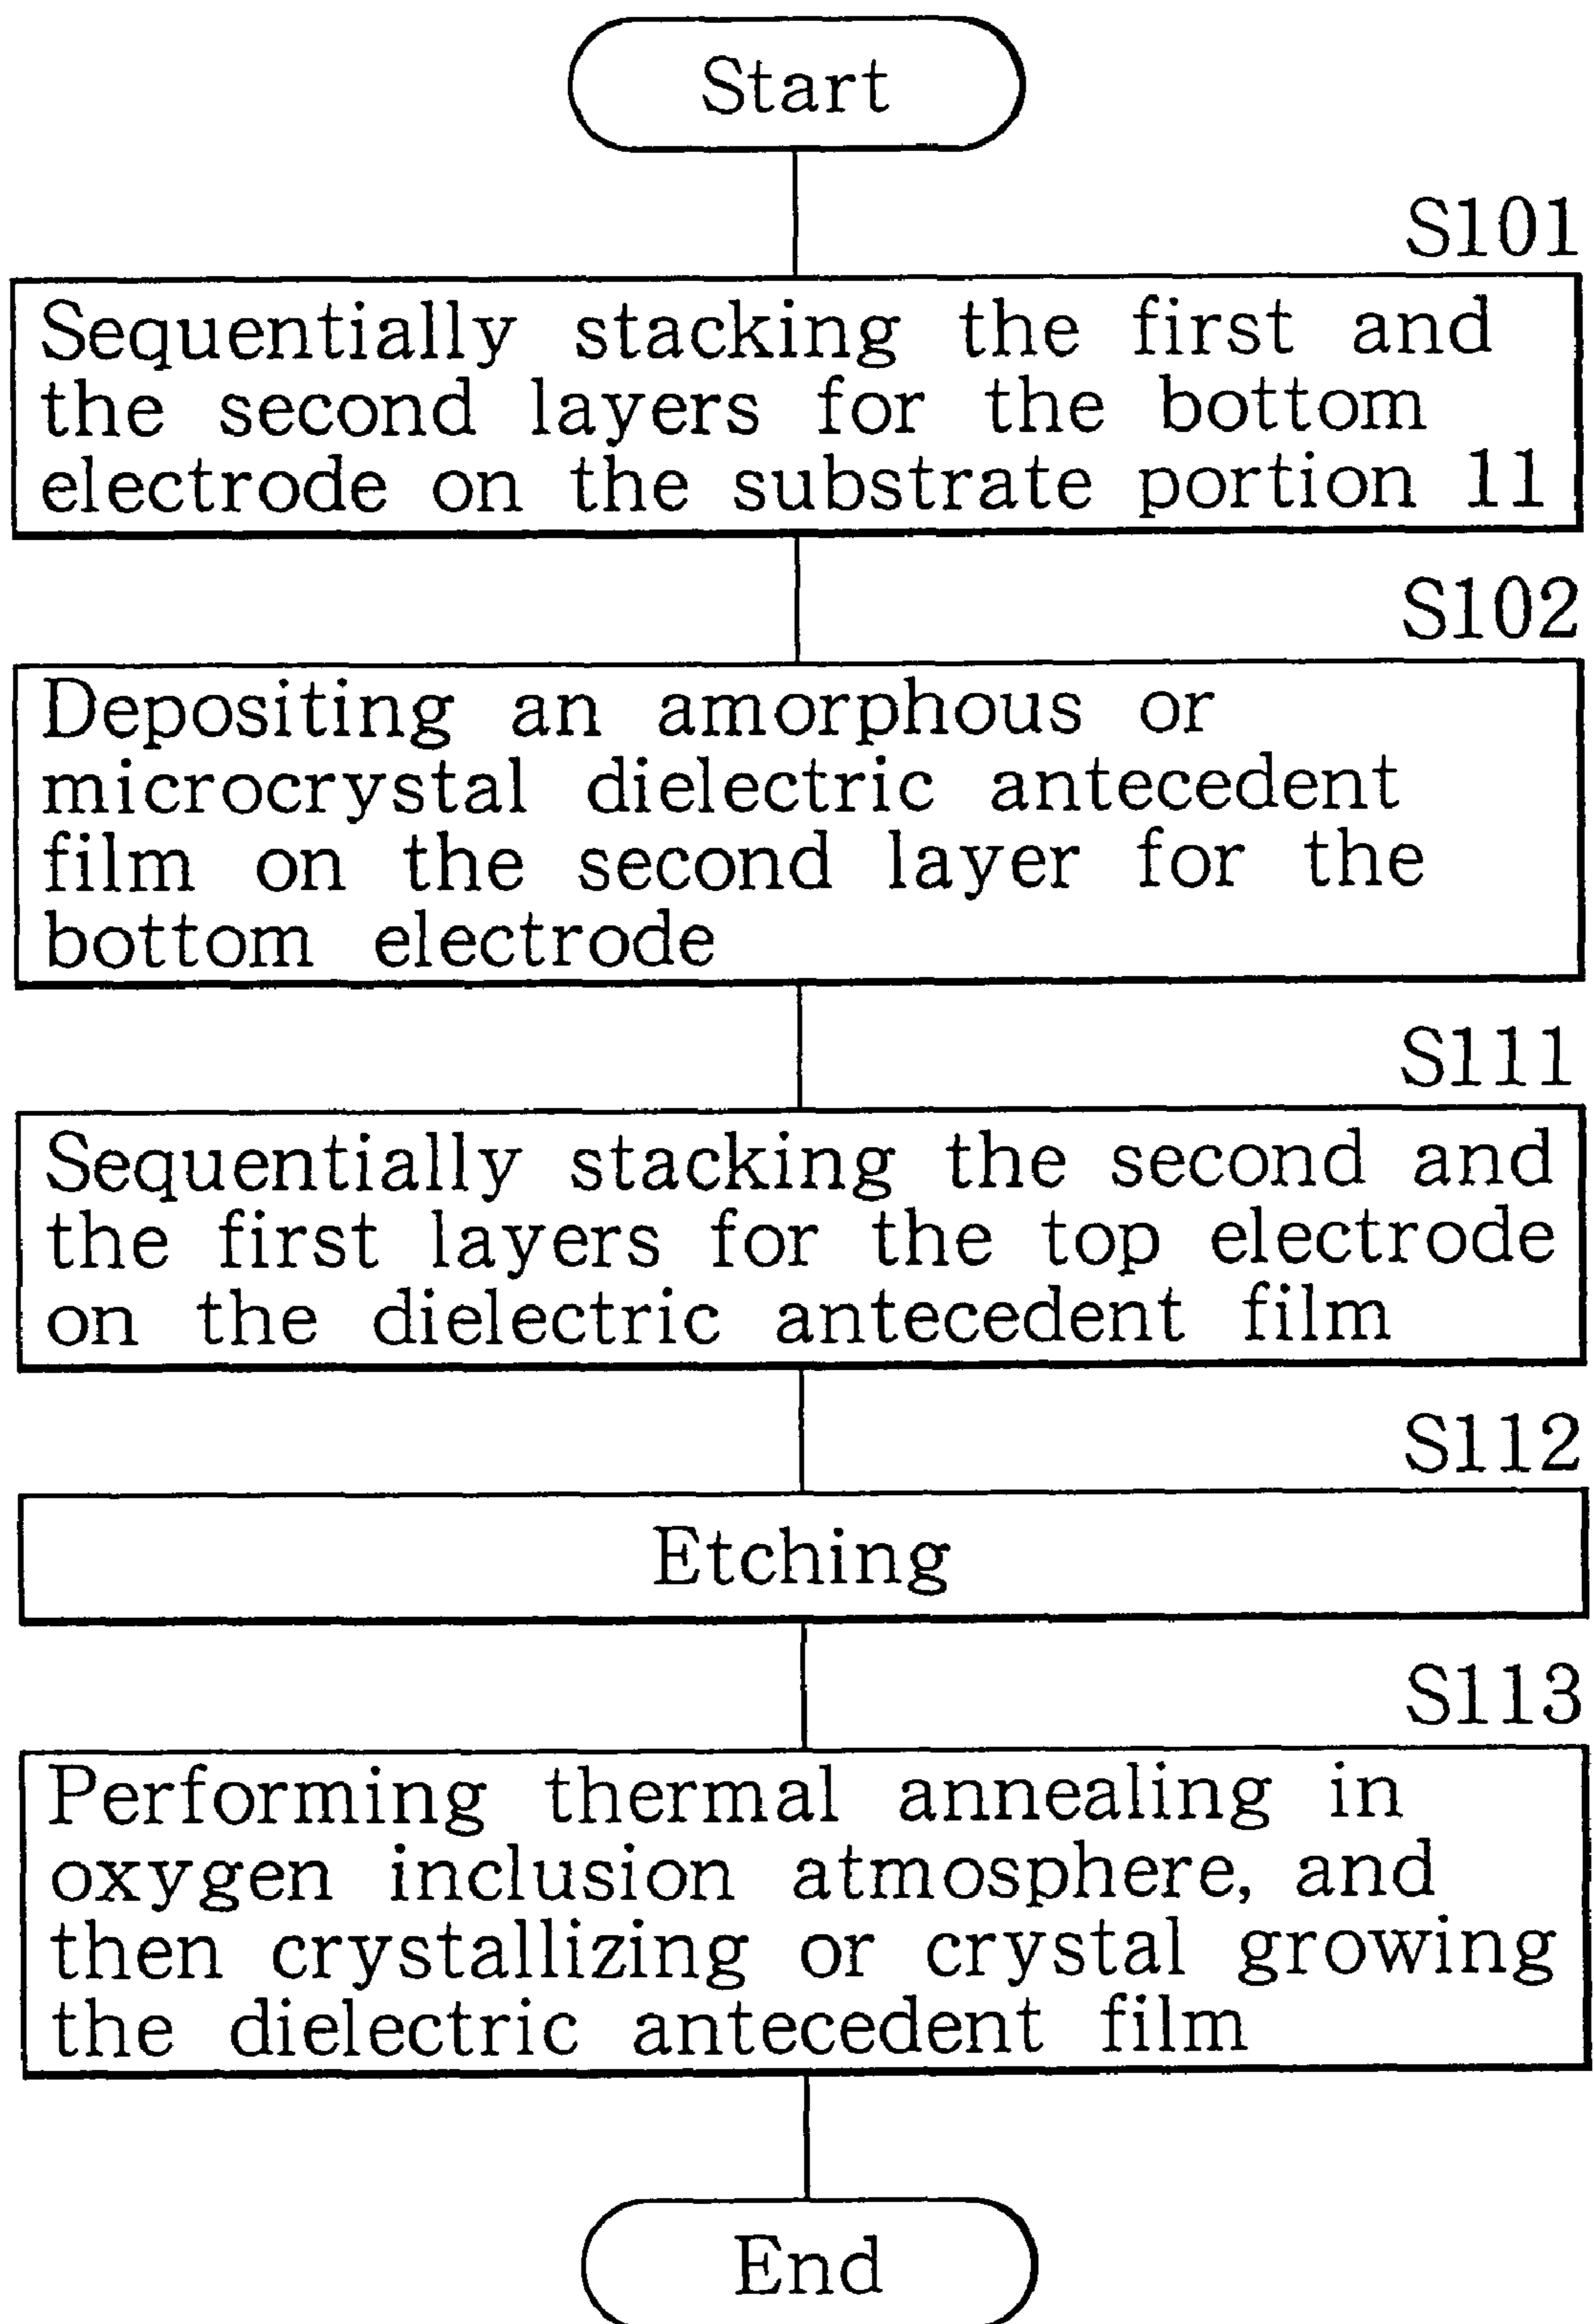 Start
S101
Sequentially stacking the first and
the second layers for the bottom
electrode on the substrate portion 11
S102
Depositing an amorphous or
microcrystal dielectric antecedent
film on the second layer for the
bottom electrode
S111
Sequentially stacking the second and
the first layers for the top electrode
on the dielectric antecedent film
S112
Etching
S113
Performing thermal annealing in
oxygen inclusion atmosphere, and
then crystallizing or crystal growing
the dielectric antecedent film
End